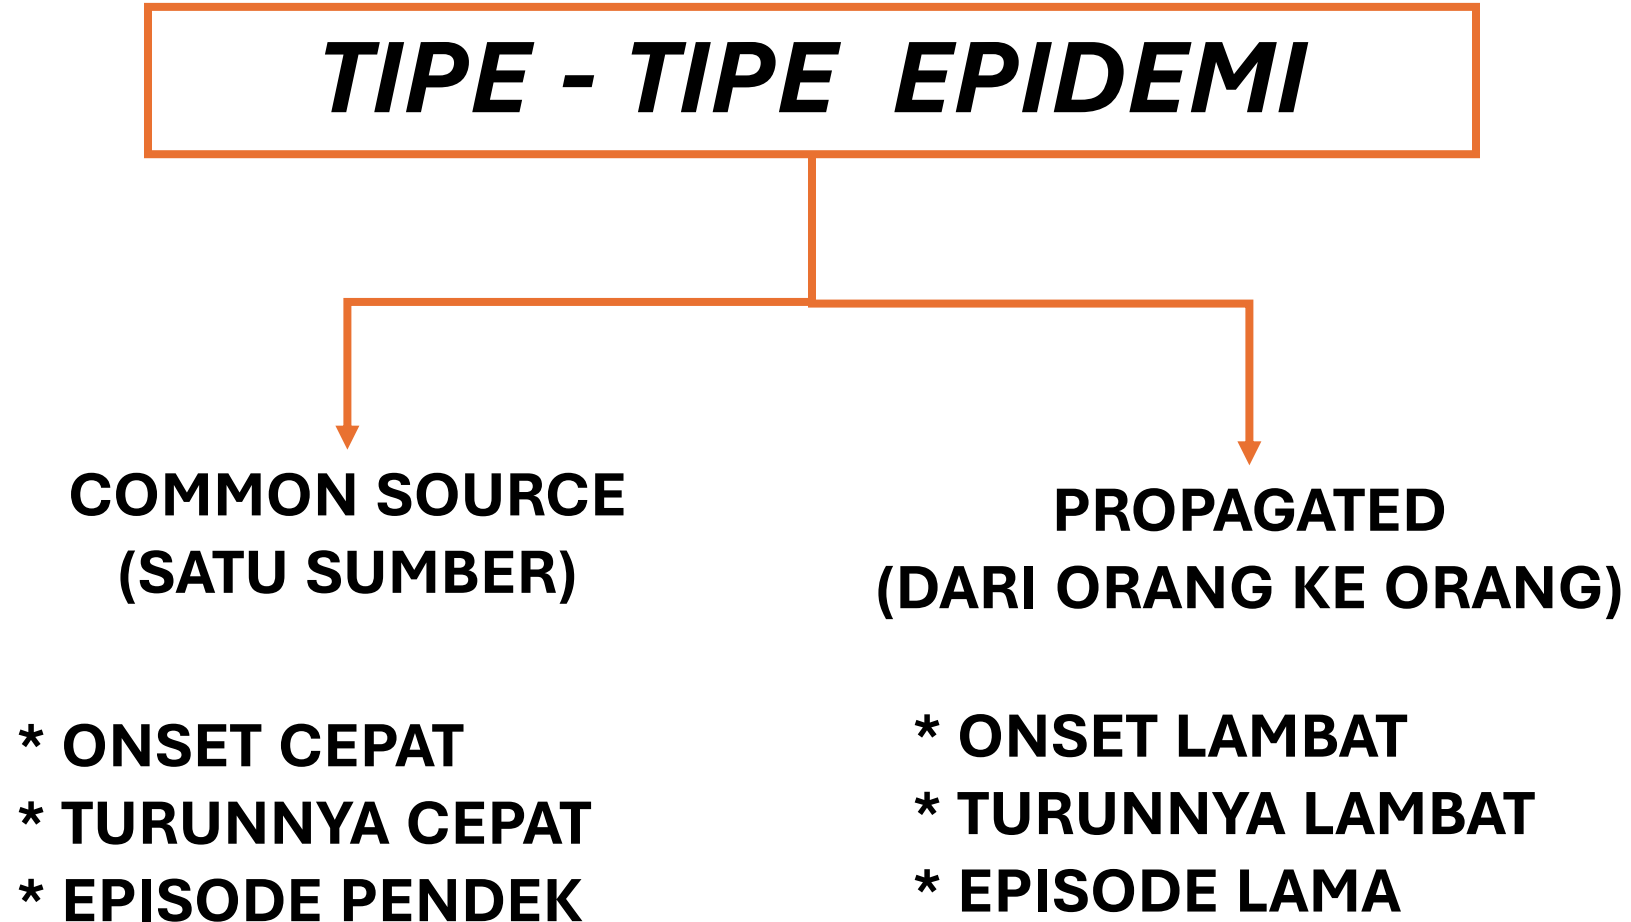 TIPE - TIPE EPIDEMI
COMMON SOURCE
(SATU SUMBER)
* ONSET CEPAT
* TURUNNYA CEPAT
* EPISODE PENDEK
PROPAGATED
(DARI ORANG KE ORANG)
* ONSET LAMBAT
* TURUNNYA LAMBAT
* EPISODE LAMA